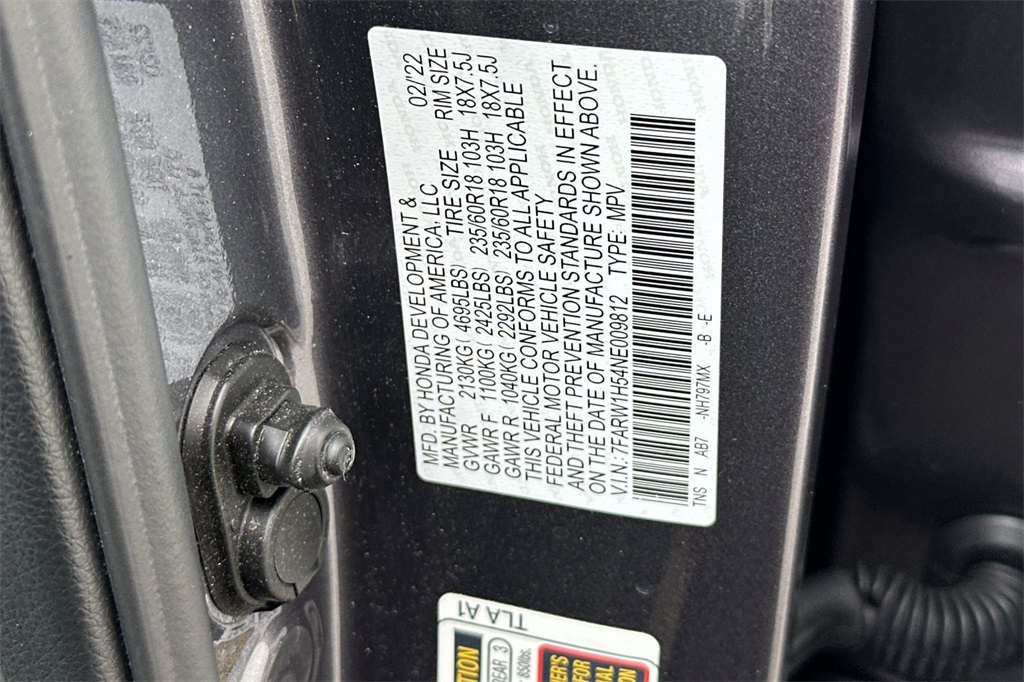 MFD. BY HONDA DEVELOPMENT &
MANUFACTURING OF AMERICA, LLC 02/'22
TIRE SIZE RIM SIZE
GVWR 2130KG( 4695LBS) 235/60R18 103H 18X7.5J
GAWR F 1100KG( 2425LBS) 235/60R18 103H 18X7.5J
GAWR R 1040KG( 2292LBS)
THIS VEHICLE CONFORMS TO ALL APPLICABLE
FEDERAL MOTOR VEHICLE SAFETY
AND THEFT PREVENTION STANDARDS IN EFFECT
ON THE DATE OF MANUFACTURE SHOWN ABOVE.
V.I.N.: 7FARW1H54NE009812 TYPE: MPV
TNS N AB7 -NH797MX -B -E
TLA A1
REAR 3
850lbs.